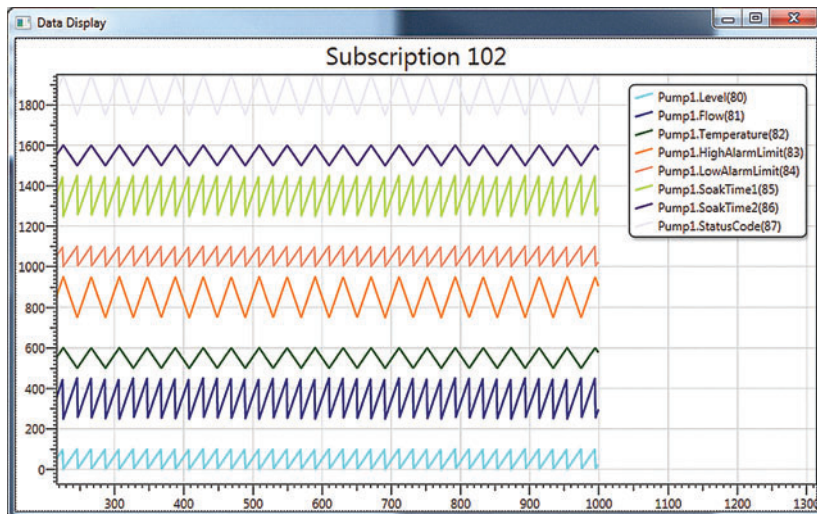 Data Display
Subscription 102
1800
1600
1400
1200
1000
800
600
400
200
0
Pump1.Level(80)
Pump1.Flow(81)
Pump1.Temperature(82)
Pump1.HighAlarmLimit(83)
Pump1.LowAlarmLimit(84)
Pump1.SoakTime1(85)
Pump1.SoakTime2(86)
Pump1.StatusCode(87)
300 400 500 600 700 800 900 1000 1100 1200 1300